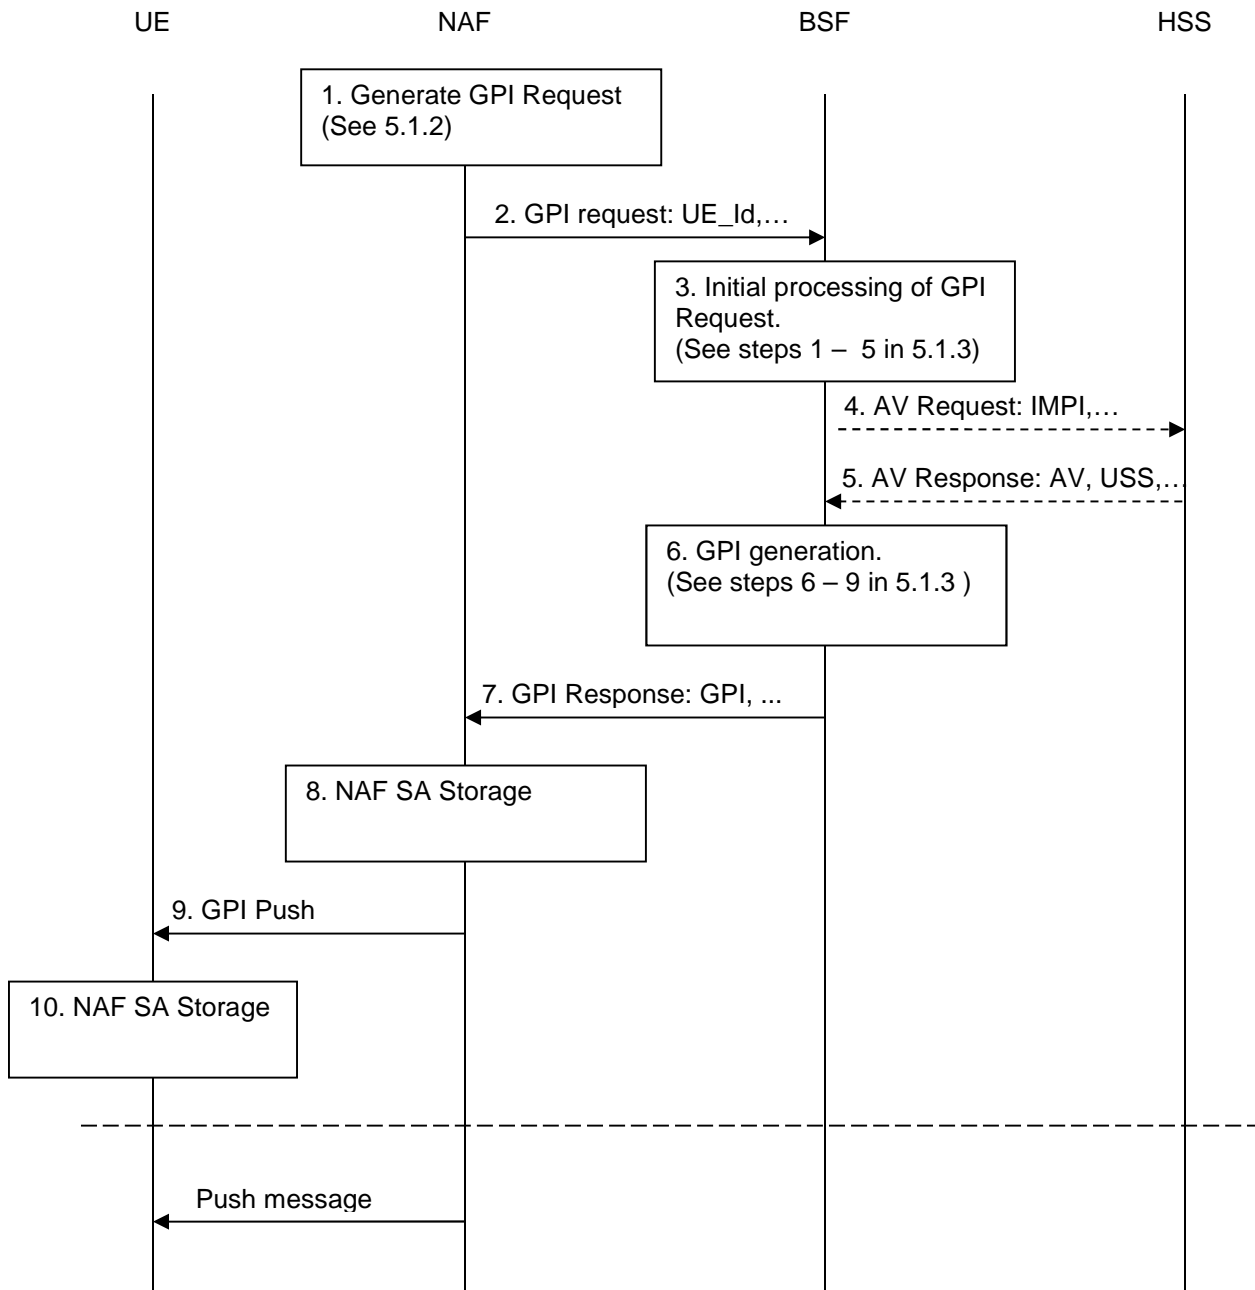 UE NAF BSF HSS
1. Generate GPI Request
(See 5.1.2)
2. GPI request: UE_Id,…
3. Initial processing of GPI
Request.
(See steps 1 – 5 in 5.1.3)
4. AV Request: IMPI,…
5. AV Response: AV, USS,…
6. GPI generation.
(See steps 6 – 9 in 5.1.3 )
7. GPI Response: GPI, ...
8. NAF SA Storage
9. GPI Push
10. NAF SA Storage
Push message